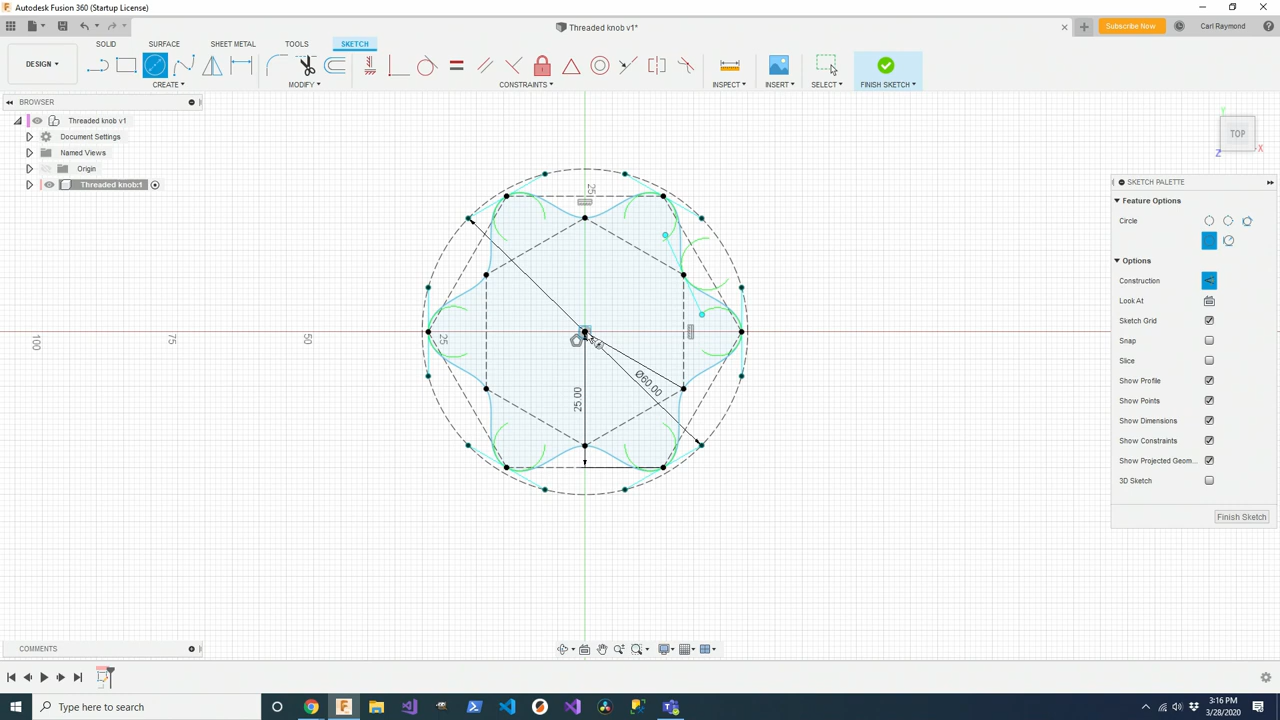 Autodesk Fusion 360 (Startup License)
Threaded knob v1*
Subscribe Now
Carl Raymond
DESIGN
SOLID
SURFACE
SHEET METAL
TOOLS
SKETCH
CREATE
MODIFY
CONSTRAINTS
INSPECT
INSERT
SELECT
FINISH SKETCH
BROWSER
Threaded knob v1
Document Settings
Named Views
Origin
Threaded knob:1
TOP
Y
X
Z
25
100
75
50
25
Ø60.00
25.00
SKETCH PALETTE
Feature Options
Circle
Options
Construction
Look At
Sketch Grid
Snap
Slice
Show Profile
Show Points
Show Dimensions
Show Constraints
Show Projected Geom...
3D Sketch
Finish Sketch
COMMENTS
Type here to search
3:16 PM
3/28/2020